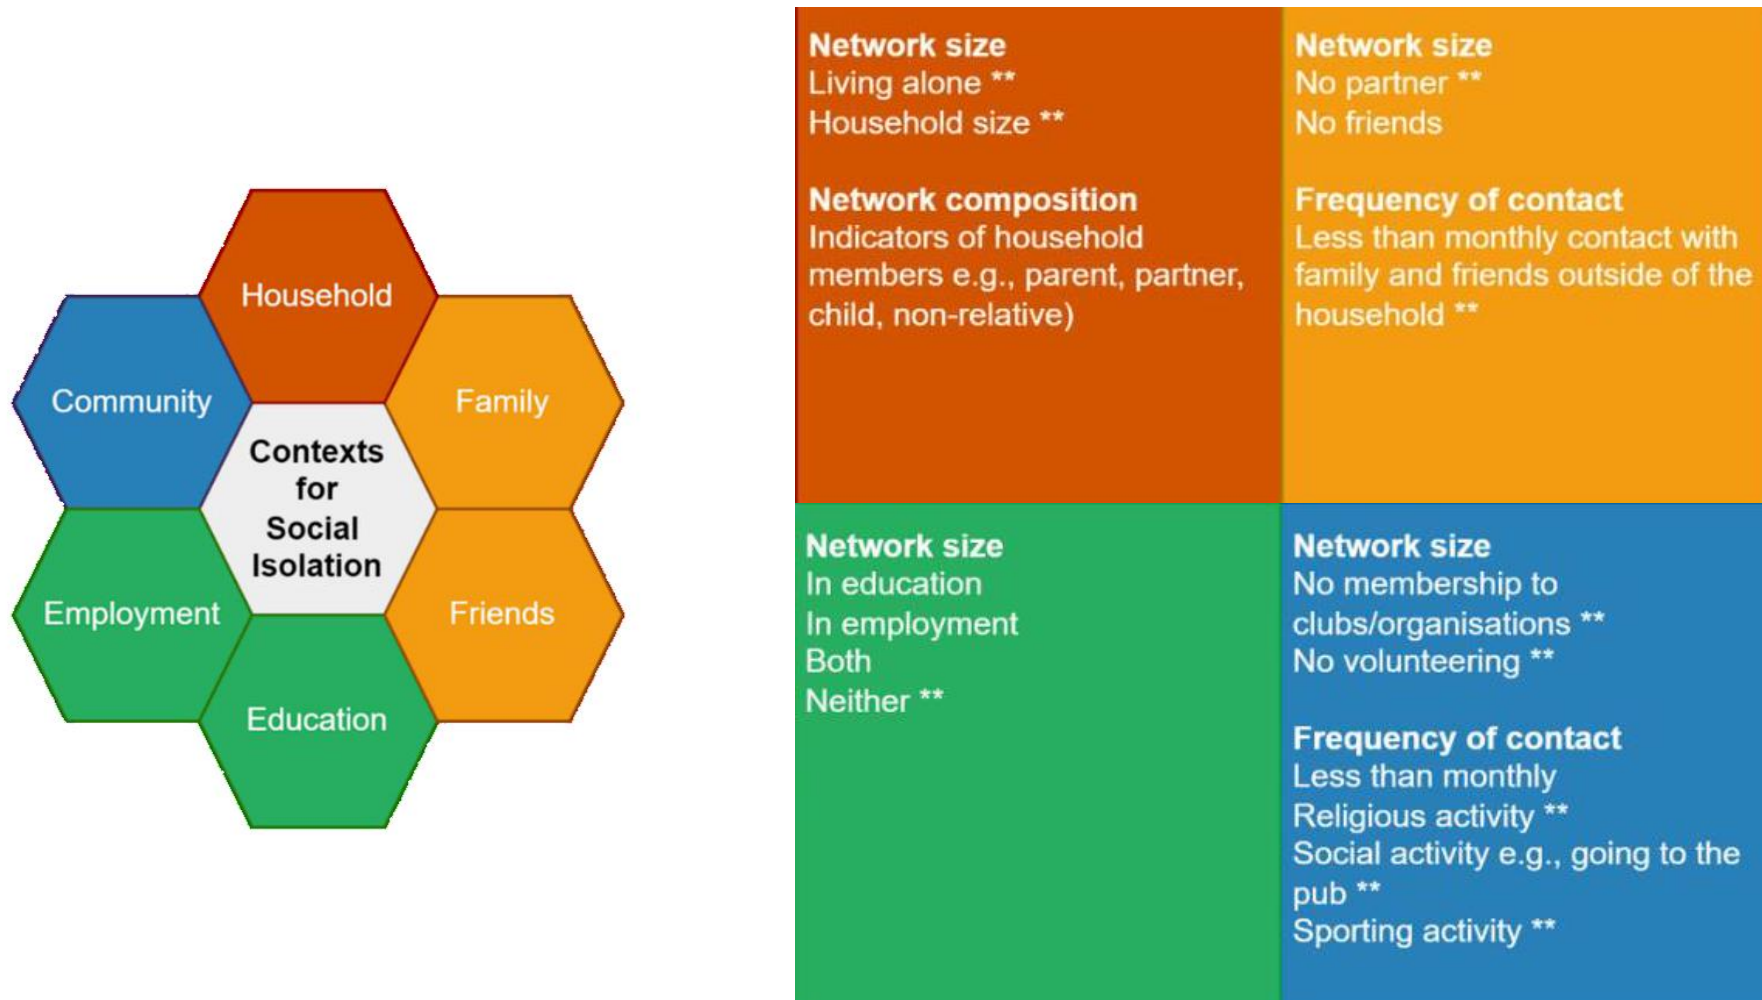 Household
Community
Family
Contexts
for
Social
Isolation
Employment
Friends
Education
Network size
Living alone **
Household size **
Network composition
Indicators of household
members e.g., parent, partner,
child, non-relative)
Network size
No partner **
No friends
Frequency of contact
Less than monthly contact with
family and friends outside of the
household **
Network size
In education
In employment
Both
Neither **
Network size
No membership to
clubs/organisations **
No volunteering **
Frequency of contact
Less than monthly
Religious activity **
Social activity e.g., going to the
pub **
Sporting activity **